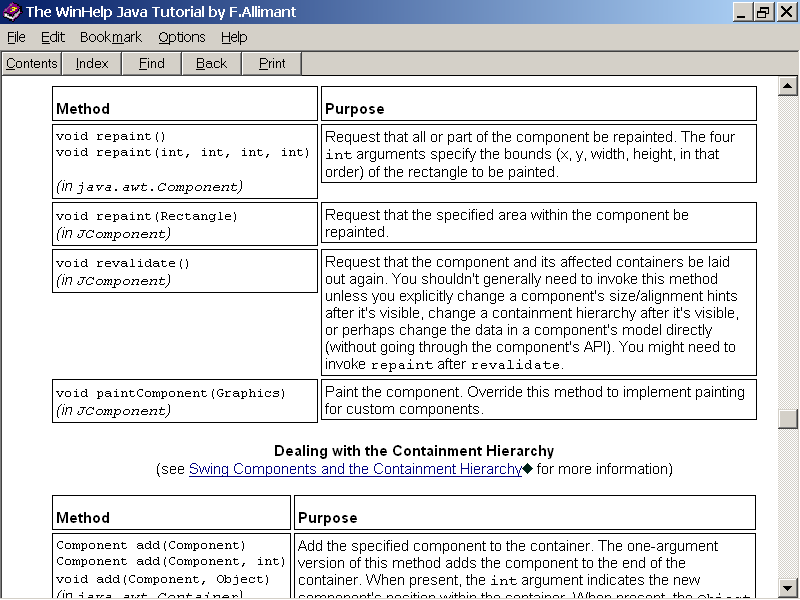 The WinHelp Java Tutorial by F.Allimant
File Edit Bookmark Options Help
Contents Index Find Back Print
Method Purpose
void repaint()
void repaint(int, int, int, int)
(in java.awt.Component)
Request that all or part of the component be repainted. The four
int arguments specify the bounds (x, y, width, height, in that
order) of the rectangle to be painted.
void repaint(Rectangle)
(in JComponent)
Request that the specified area within the component be
repainted.
void revalidate()
(in JComponent)
Request that the component and its affected containers be laid
out again. You shouldn't generally need to invoke this method
unless you explicitly change a component's size/alignment hints
after it's visible, change a containment hierarchy after it's visible,
or perhaps change the data in a component's model directly
(without going through the component's API). You might need to
invoke repaint after revalidate.
void paintComponent(Graphics)
(in JComponent)
Paint the component. Override this method to implement painting
for custom components.
Dealing with the Containment Hierarchy
(see Swing Components and the Containment Hierarchy◆ for more information)
Method Purpose
Component add(Component)
Component add(Component, int)
void add(Component, Object)
(in java.awt.Container)
Add the specified component to the container. The one-argument
version of this method adds the component to the end of the
container. When present, the int argument indicates the new
component's position within the container. When present, the Object